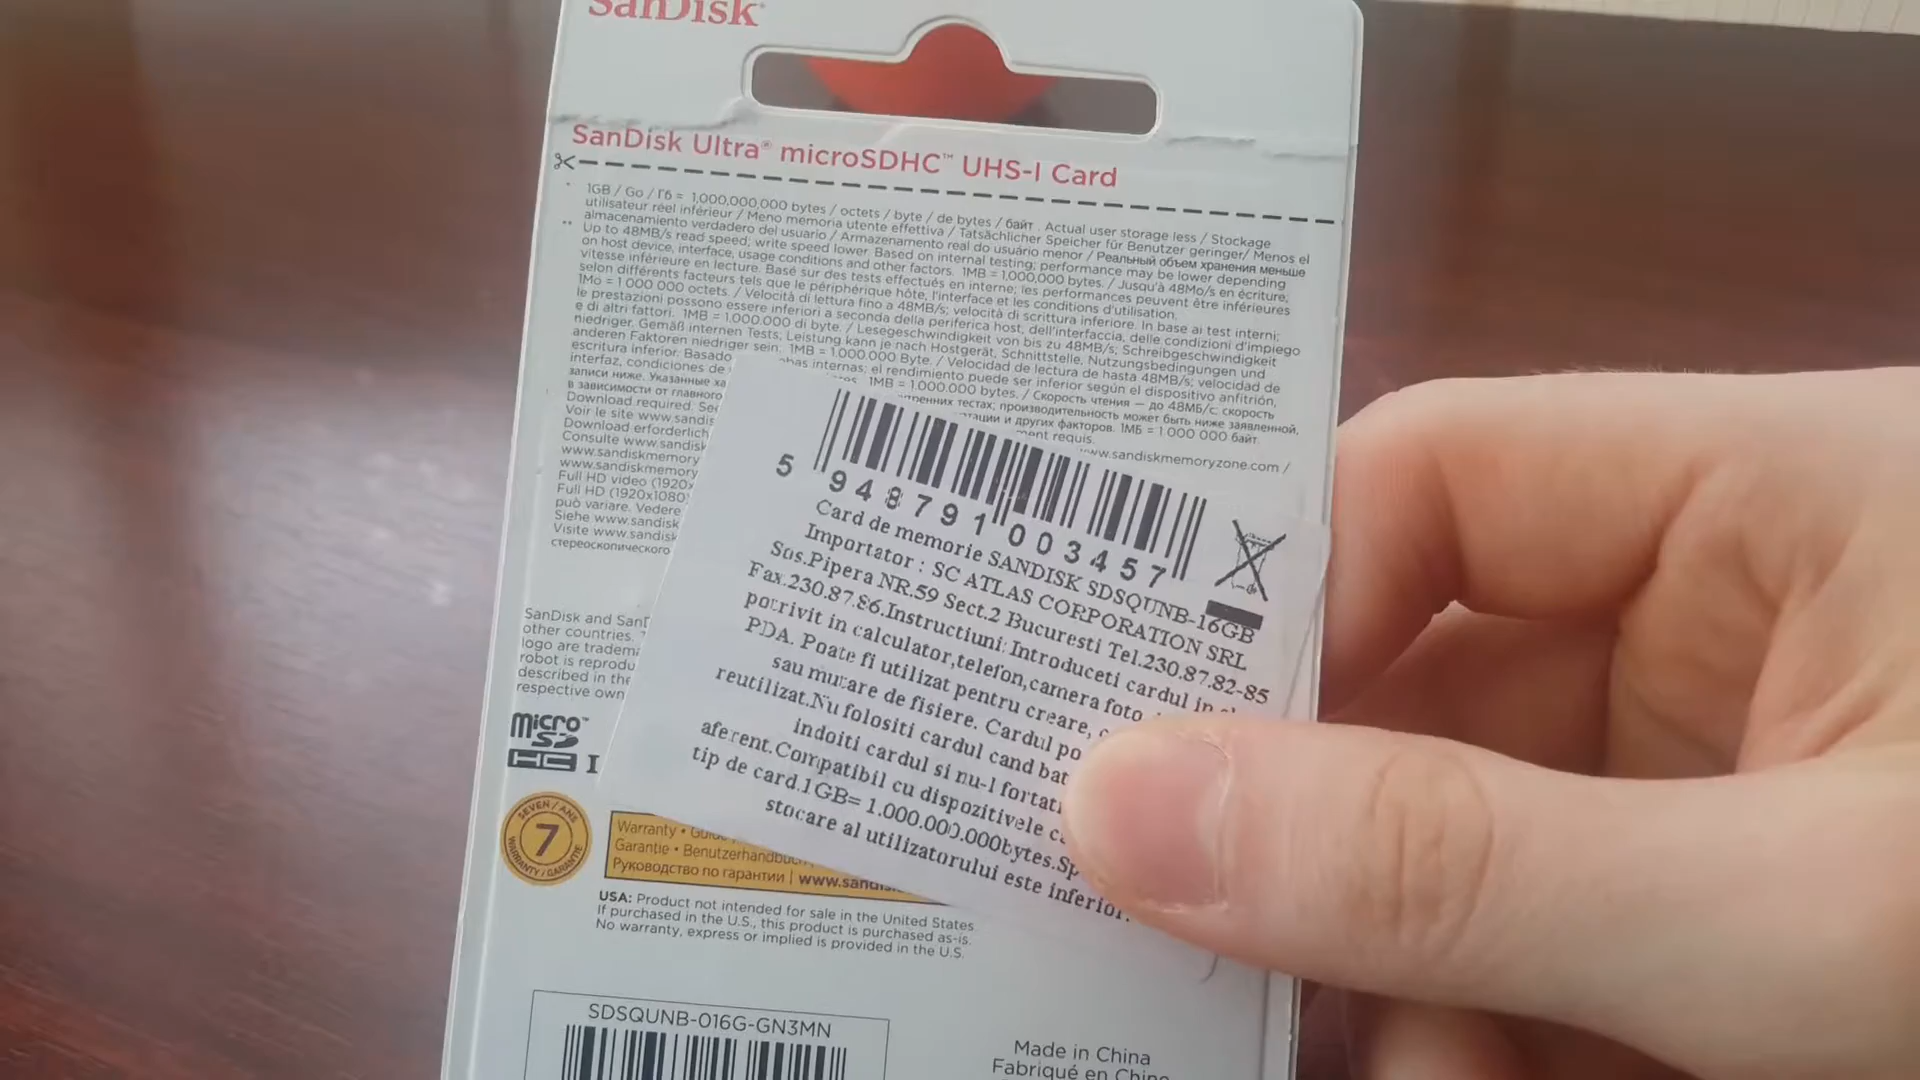 SanDisk
SanDisk Ultra® microSDHC™ UHS-I Card
* 1GB / Go / Гб = 1,000,000,000 bytes / octets / byte / de bytes / байт . Actual user storage less / Stockage
utilisateur réel inférieur / Meno memoria utente effettiva / Tatsächlicher Speicher für Benutzer geringer/ Menos el
almacenamiento verdadero del usuario / Armazenamento real do usuário menor / Реальный объем хранения меньше
** Up to 48MB/s read speed; write speed lower. Based on internal testing; performance may be lower depending
on host device, interface, usage conditions and other factors. 1MB = 1,000,000 bytes. / Jusqu'à 48Mo/s en écriture;
vitesse inférieure en lecture. Basé sur des tests effectués en interne; les performances peuvent être inférieures
selon différents facteurs tels que le périphérique hôte, l'interface et les conditions d'utilisation.
1Mo = 1 000 000 octets. / Velocità di lettura fino a 48MB/s; velocità di scrittura inferiore. In base ai test interni;
le prestazioni possono essere inferiori a seconda della periferica host, dell'interfaccia, delle condizioni d'impiego
e di altri fattori. 1MB = 1.000.000 di byte. / Lesegeschwindigkeit von bis zu 48MB/s; Schreibgeschwindigkeit
niedriger. Gemäß internen Tests; Leistung kann je nach Hostgerät, Schnittstelle, Nutzungsbedingungen und
anderen Faktoren niedriger sein. 1MB = 1.000.000 Byte. / Velocidad de lectura de hasta 48MB/s; velocidad de
escritura inferior. Basado internas; el rendimiento puede ser inferior según el dispositivo anfitrión,
interfaz, condiciones de 1MB = 1.000.000 bytes. / Скорость чтения — до 48МБ/с; скорость
записи ниже. Указанные тестах; производительность может быть ниже заявленной,
в зависимости от главного и других факторов. 1МБ = 1 000 000 байт.
Download required. requis.
Voir le site www.sandis www.sandiskmemoryzone.com /
Download erforderlich
Consulte www.sandisk
www.sandiskmemory
www.sandiskmemory
Full HD video (1920x
Full HD (1920x1080
può variare. Vedere
Siehe www.sandisk
Visite www.sandisk
стереоскопического
5 948791 003457
Card de memorie SANDISK SDSQUNB-16GB
Importator : SC ATLAS CORPORATION SRL
Sos.Pipera NR.59 Sect.2 Bucuresti Tel.230.87.82-85
Fax.230.87.86.Instructiuni: Introduceti cardul in
potrivit in calculator,telefon,camera foto
PDA. Poate fi utilizat pentru creare,
sau mutare de fisiere. Cardul po
reutilizat.Nu folositi cardul cand bat
indoiti cardul si nu-l fortati
aferent.Compatibil cu dispozitivele
tip de card.1GB= 1.000.000.000bytes.Sp
stocare al utilizatorului este inferior.
SanDisk and San
other countries.
logo are tradema
robot is reprodu
described in the
respective own
micro™
SD
HC I
SEVEN / ANS
7
WARRANTY / GARANTIE
Warranty •
Garantie • Benutzerhandbuch
Руководство по гарантии | www.sandis
USA: Product not intended for sale in the United States.
If purchased in the U.S., this product is purchased as-is.
No warranty, express or implied is provided in the U.S.
SDSQUNB-016G-GN3MN
Made in China
Fabriqué en Chine